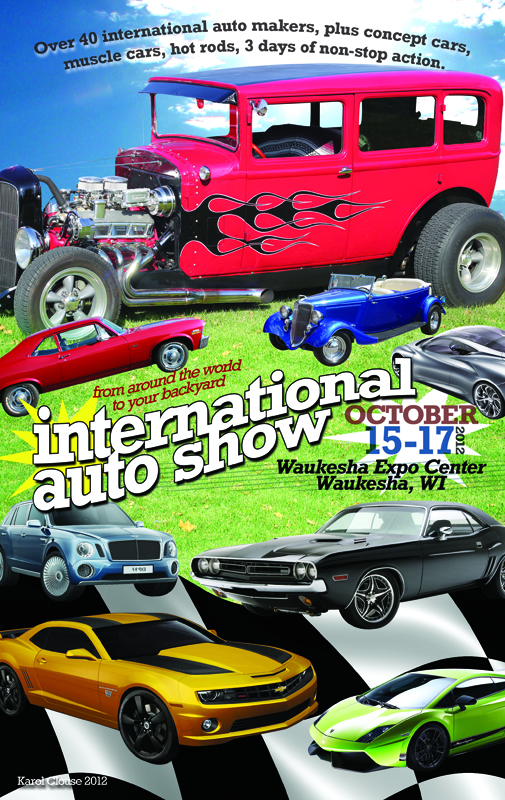 Over 40 international auto makers, plus concept cars,
muscle cars, hot rods, 3 days of non-stop action.
from around the world
to your backyard
international
auto show
OCTOBER
15-17
2012
Waukesha Expo Center
Waukesha, WI
Karol Clouse 2012